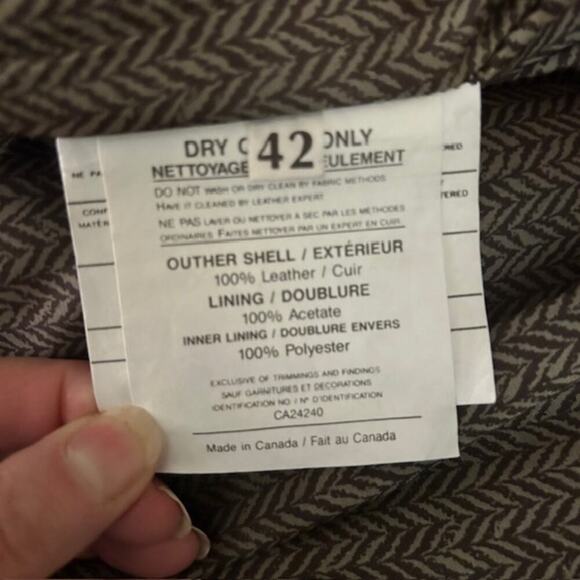 DRY C 42 ONLY
NETTOYAGE EULEMENT
DO NOT WASH OR DRY CLEAN BY FABRIC METHODS
HAVE IT CLEANED BY LEATHER EXPERT
NE PAS LAVER OU NETTOYER A SEC PAR LES METHODES
ORDINAIRES FAITES NETTOYER PAR UN EXPERT EN CUIR
OUTHER SHELL / EXTÉRIEUR
100% Leather / Cuir
LINING / DOUBLURE
100% Acetate
INNER LINING / DOUBLURE ENVERS
100% Polyester
EXCLUSIVE OF TRIMMINGS AND FINDINGS
SAUF GARNITURES ET DECORATIONS
IDENTIFICATION NO. / Nº D'IDENTIFICATION
CA24240
Made in Canada / Fait au Canada